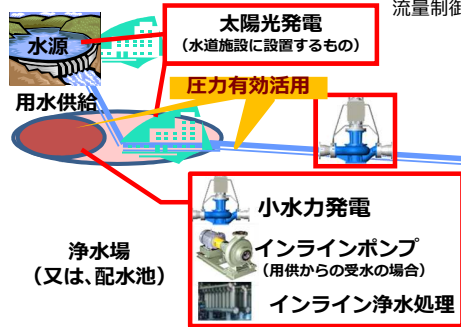 流量制御
太陽光発電
(水道施設に設置するもの)
水源
圧力有効活用
用水供給
小水力発電
インラインポンプ
(用供からの受水の場合)
インライン浄水処理
浄水場
(又は、配水池)